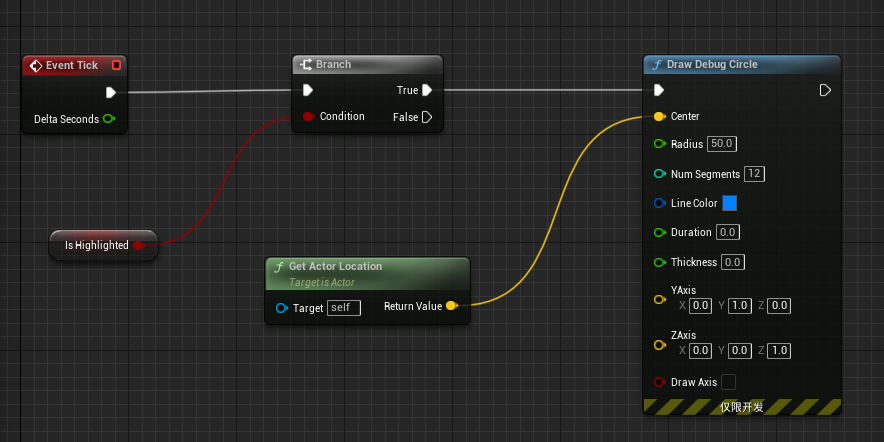 Event Tick
Delta Seconds
Branch
True
Condition
False
Is Highlighted
Get Actor Location
Target is Actor
Target self
Return Value
Draw Debug Circle
Center
Radius 50.0
Num Segments 12
Line Color
Duration 0.0
Thickness 0.0
YAxis
X 0.0 Y 1.0 Z 0.0
ZAxis
X 0.0 Y 0.0 Z 1.0
Draw Axis
仅限开发